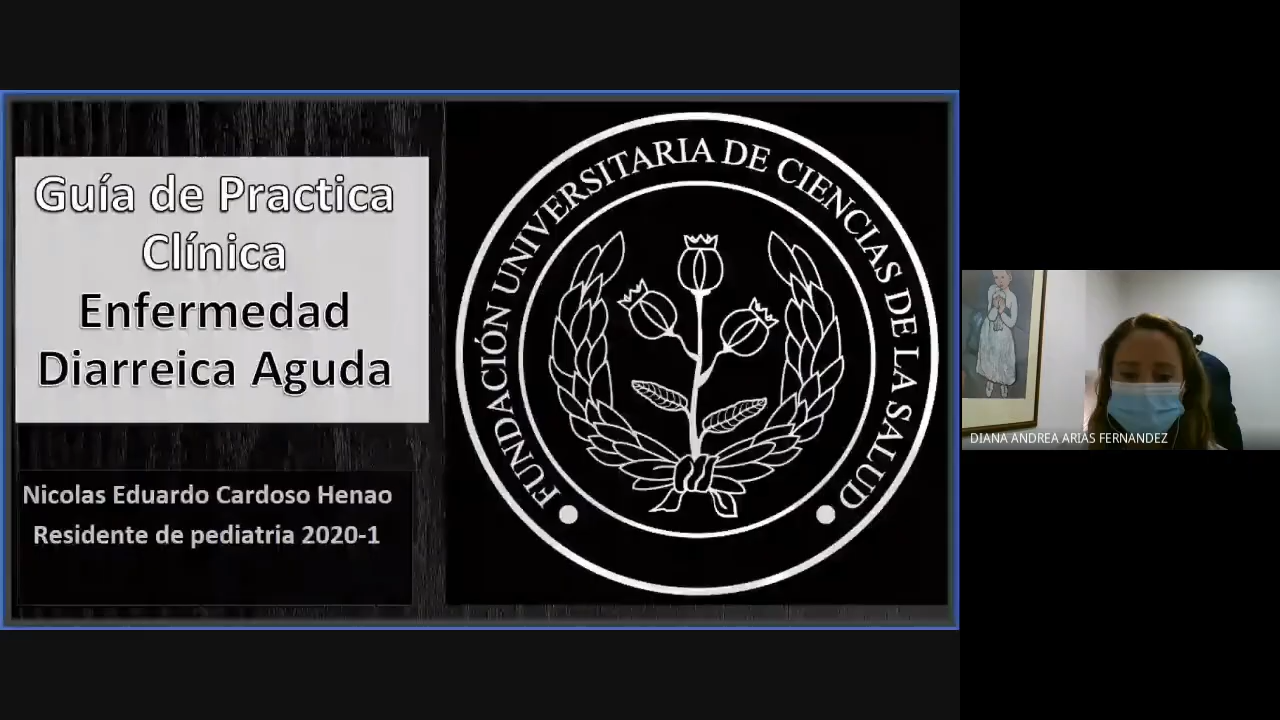 Guía de Practica
Clínica
Enfermedad
Diarreica Aguda
Nicolas Eduardo Cardoso Henao
Residente de pediatria 2020-1
FUNDACIÓN UNIVERSITARIA DE CIENCIAS DE LA SALUD
DIANA ANDREA ARIAS FERNANDEZ